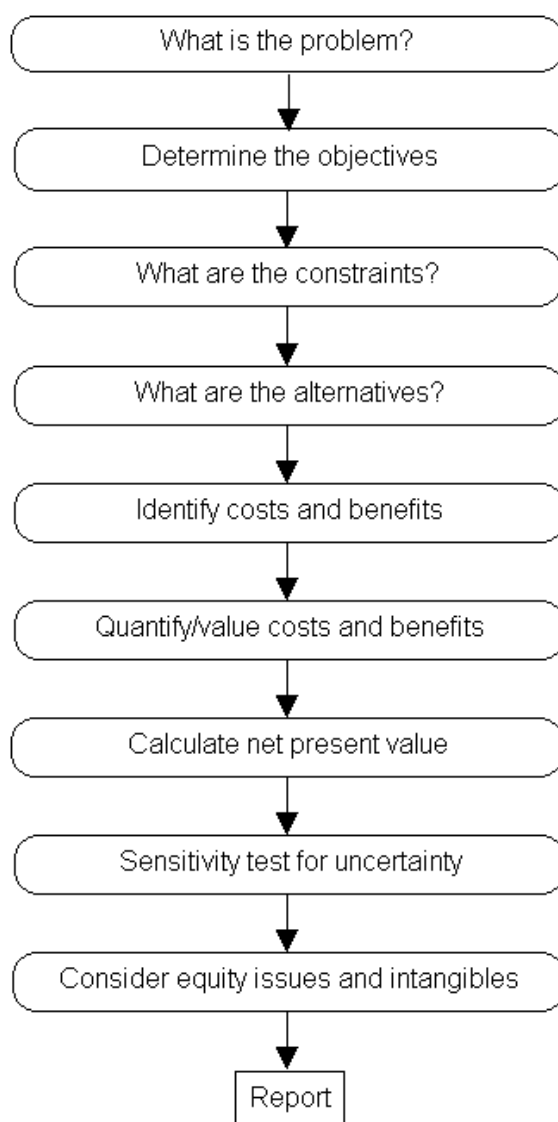 What is the problem?
Determine the objectives
What are the constraints?
What are the alternatives?
Identify costs and benefits
Quantify/value costs and benefits
Calculate net present value
Sensitivity test for uncertainty
Consider equity issues and intangibles
Report